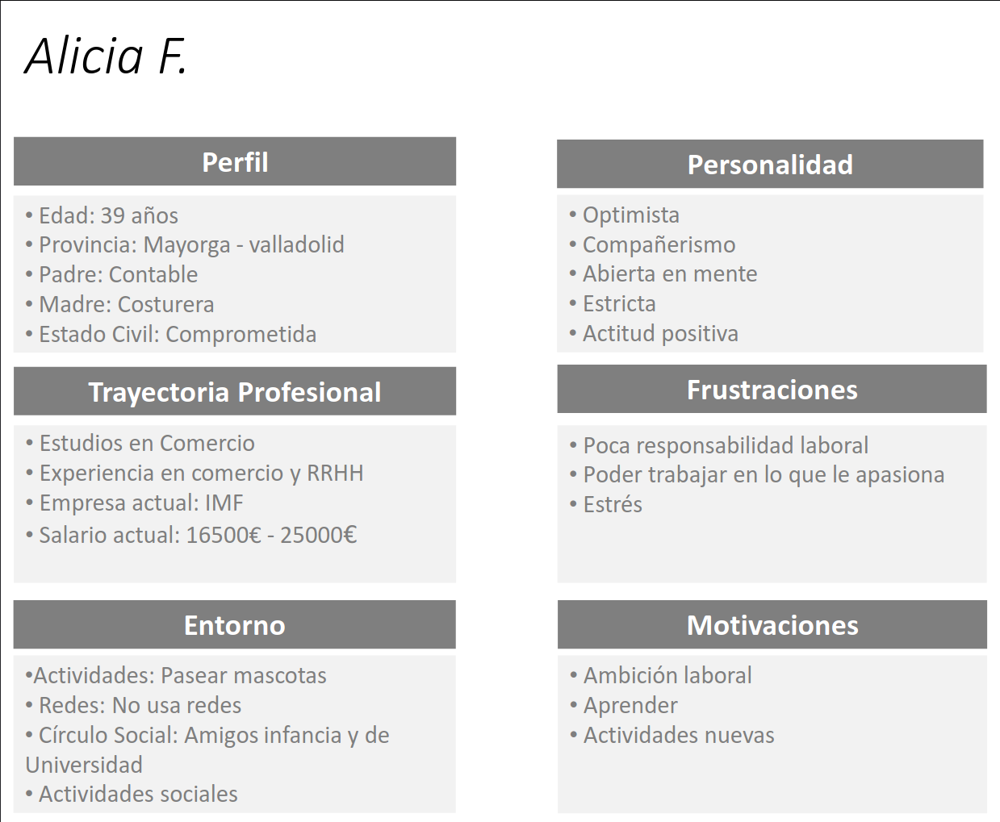 Alicia F.
Perfil
• Edad: 39 años
• Provincia: Mayorga - valladolid
• Padre: Contable
• Madre: Costurera
• Estado Civil: Comprometida
Trayectoria Profesional
• Estudios en Comercio
• Experiencia en comercio y RRHH
• Empresa actual: IMF
• Salario actual: 16500€ - 25000€
Entorno
•Actividades: Pasear mascotas
• Redes: No usa redes
• Círculo Social: Amigos infancia y de
Universidad
• Actividades sociales
Personalidad
• Optimista
• Compañerismo
• Abierta en mente
• Estricta
• Actitud positiva
Frustraciones
• Poca responsabilidad laboral
• Poder trabajar en lo que le apasiona
• Estrés
Motivaciones
• Ambición laboral
• Aprender
• Actividades nuevas